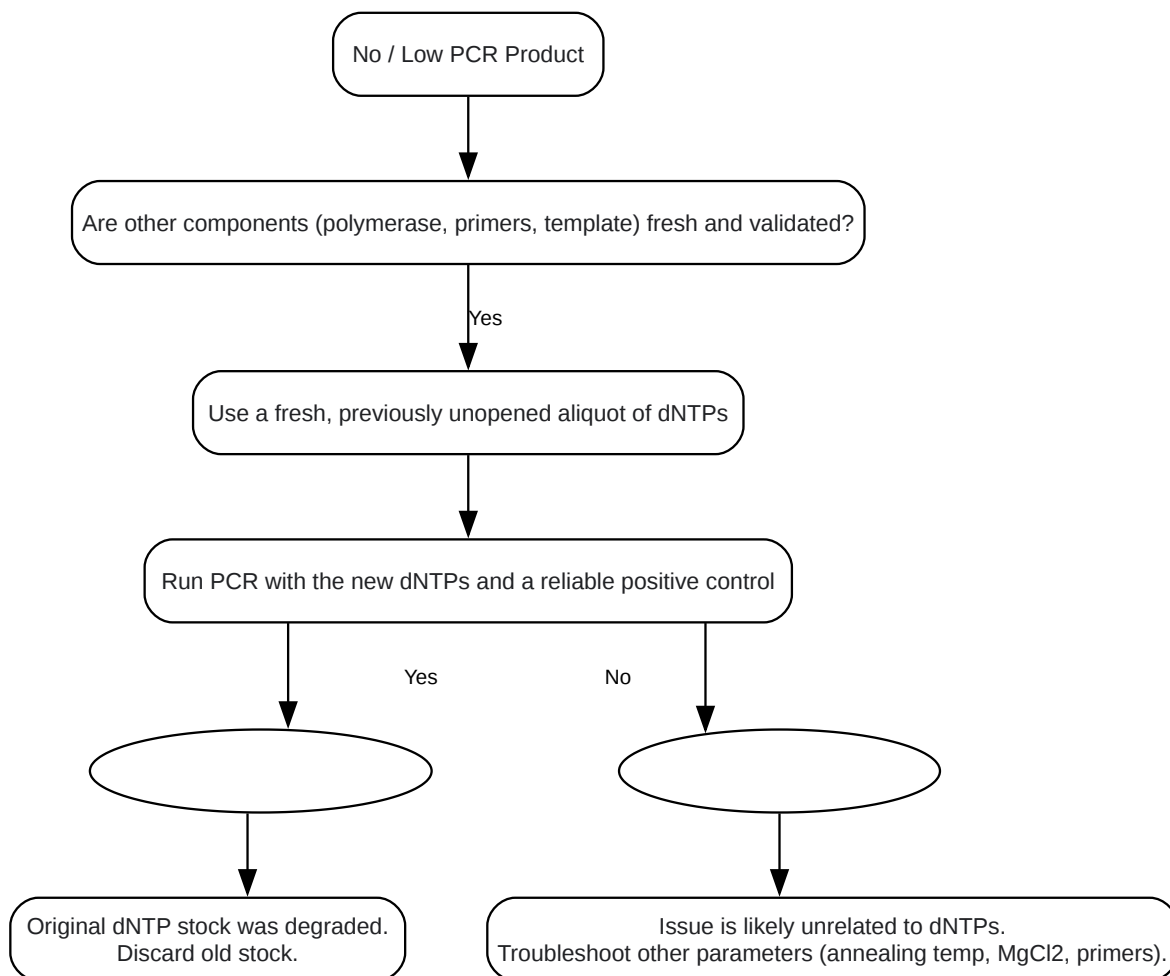 No / Low PCR Product
Are other components (polymerase, primers, template) fresh and validated?
Yes
Use a fresh, previously unopened aliquot of dNTPs
Run PCR with the new dNTPs and a reliable positive control
Yes
No
Original dNTP stock was degraded.
Discard old stock.
Issue is likely unrelated to dNTPs.
Troubleshoot other parameters (annealing temp, MgCl2, primers).